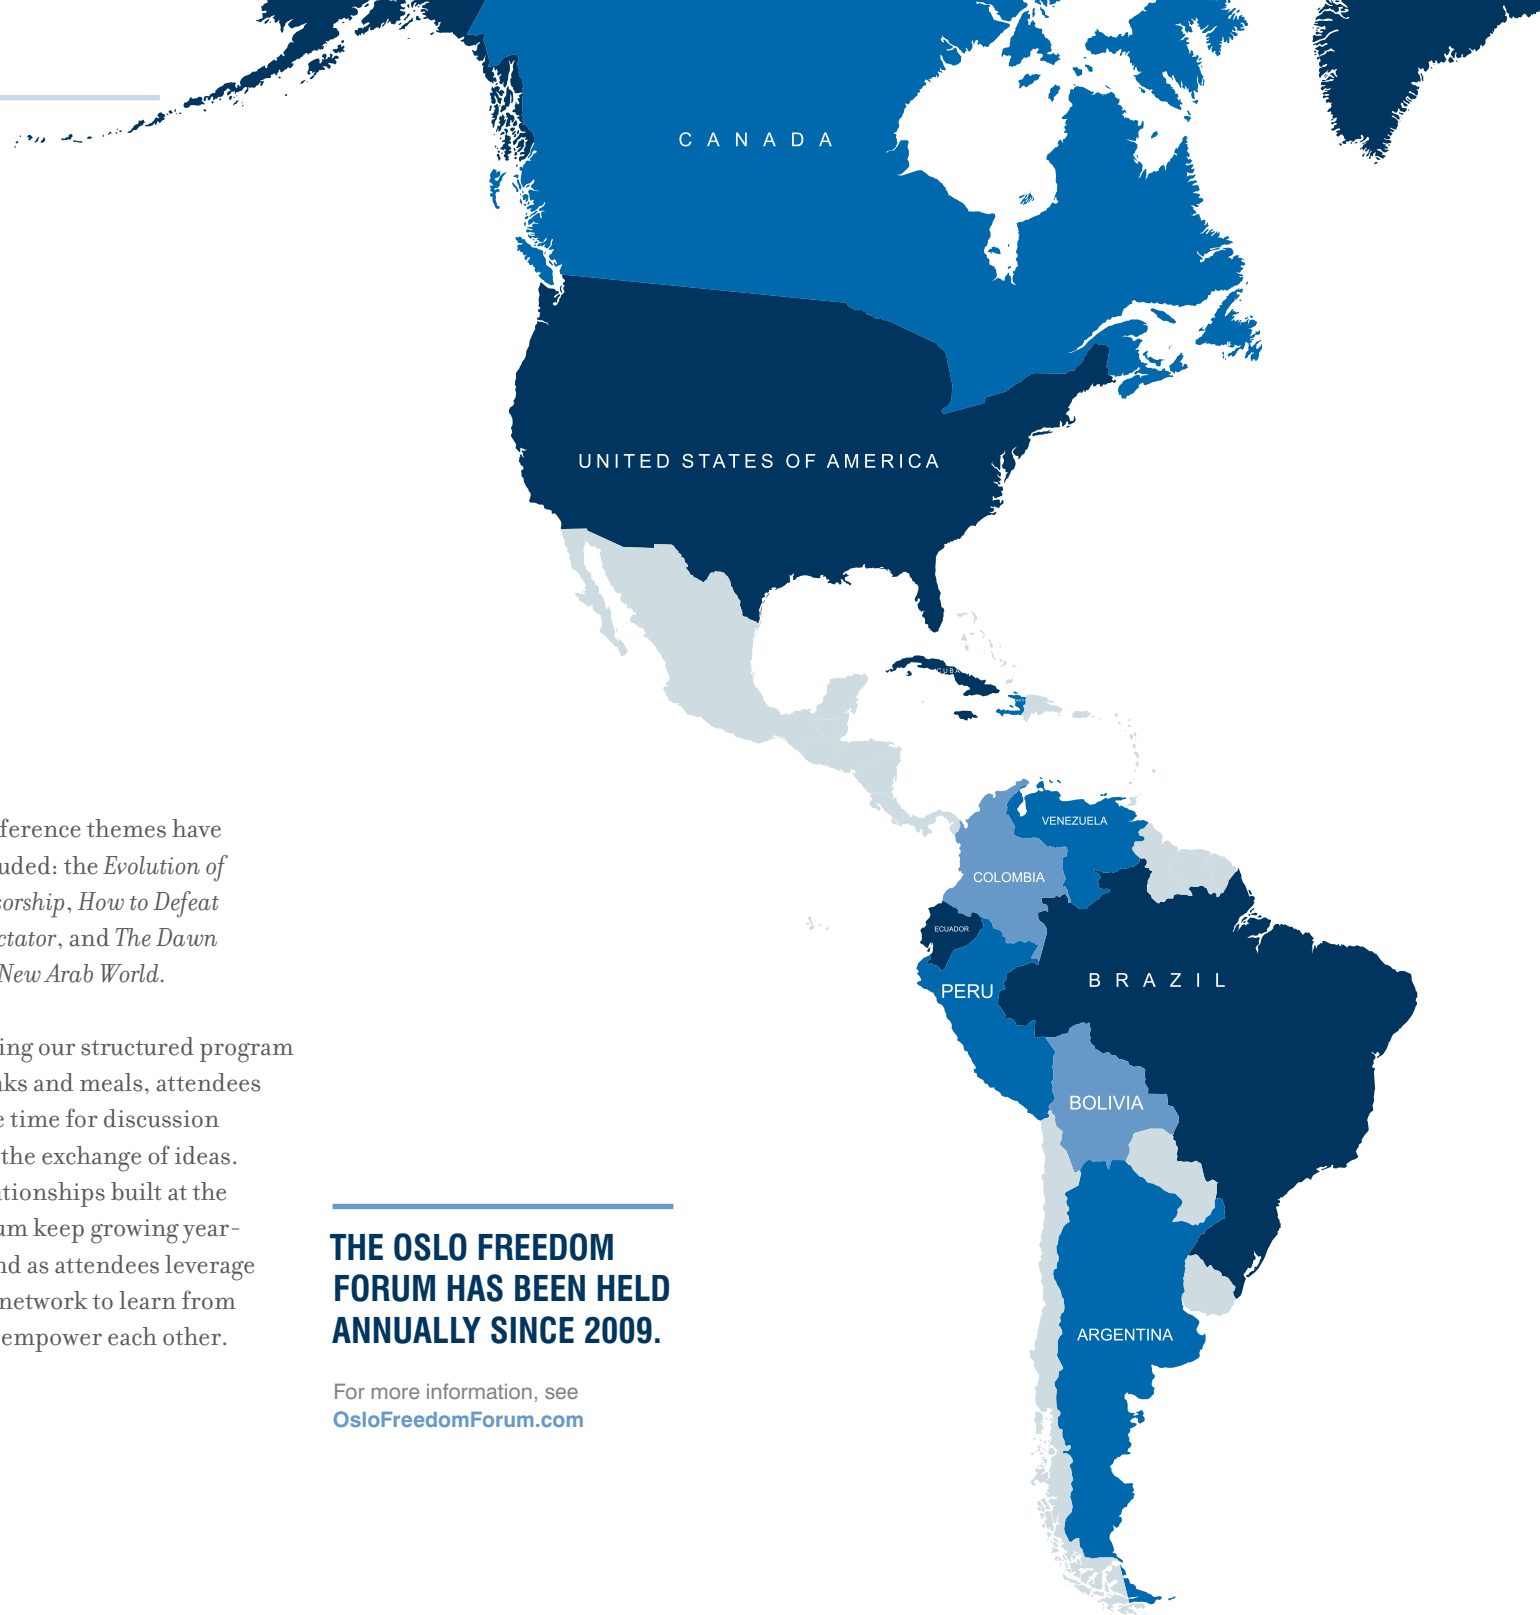 CANADA
UNITED STATES OF AMERICA
CUBA
VENEZUELA
COLOMBIA
ECUADOR
PERU
BRAZIL
BOLIVIA
ARGENTINA
ference themes have
uded: the Evolution of
sorship, How to Defeat
ctator, and The Dawn
New Arab World.
ing our structured program
ks and meals, attendees
e time for discussion
the exchange of ideas.
tionships built at the
um keep growing year-
nd as attendees leverage
network to learn from
empower each other.
THE OSLO FREEDOM
FORUM HAS BEEN HELD
ANNUALLY SINCE 2009.
For more information, see
OsloFreedomForum.com